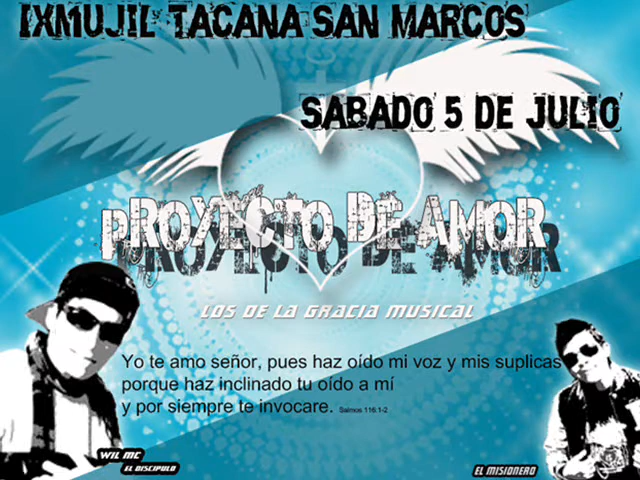 IXMUJIL TACANA SAN MARCOS
SABADO 5 DE JULIO
PROYECTO DE AMOR
LOS DE LA GRACIA MUSICAL
Yo te amo señor, pues haz oído mi voz y mis suplicas
porque haz inclinado tu oído a mí
y por siempre te invocare. Salmos 116:1-2
WIL MC
EL DISCIPULO
EL MISIONERO